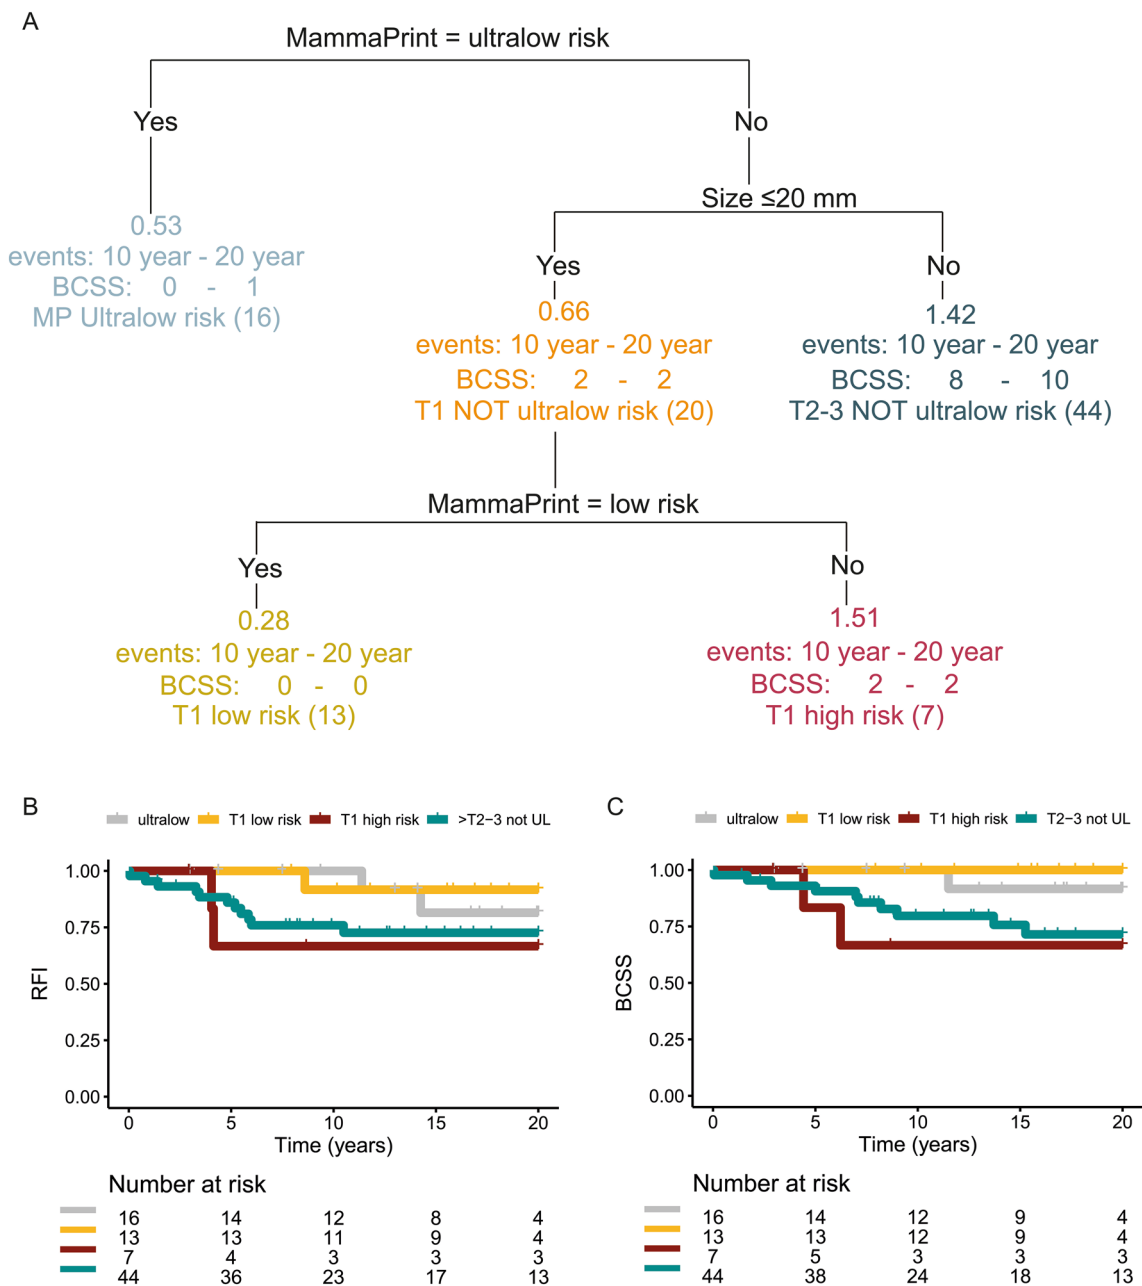 A
MammaPrint = ultralow risk
Yes
No
Size ≤20 mm
0.53
events: 10 year - 20 year
BCSS: 0 - 1
MP Ultralow risk (16)
Yes
No
0.66
events: 10 year - 20 year
BCSS: 2 - 2
T1 NOT ultralow risk (20)
1.42
events: 10 year - 20 year
BCSS: 8 - 10
T2-3 NOT ultralow risk (44)
MammaPrint = low risk
Yes
No
0.28
events: 10 year - 20 year
BCSS: 0 - 0
T1 low risk (13)
1.51
events: 10 year - 20 year
BCSS: 2 - 2
T1 high risk (7)
B
ultralow T1 low risk T1 high risk >T2−3 not UL
RFI
1.00
0.75
0.50
0.25
0.00
0 5 10 15 20
Time (years)
Number at risk
16 14 12 8 4
13 13 11 9 4
7 4 3 3 3
44 36 23 17 13
C
ultralow T1 low risk T1 high risk T2−3 not UL
BCSS
1.00
0.75
0.50
0.25
0.00
0 5 10 15 20
Time (years)
Number at risk
16 14 12 9 4
13 13 12 9 4
7 5 3 3 3
44 38 24 18 13